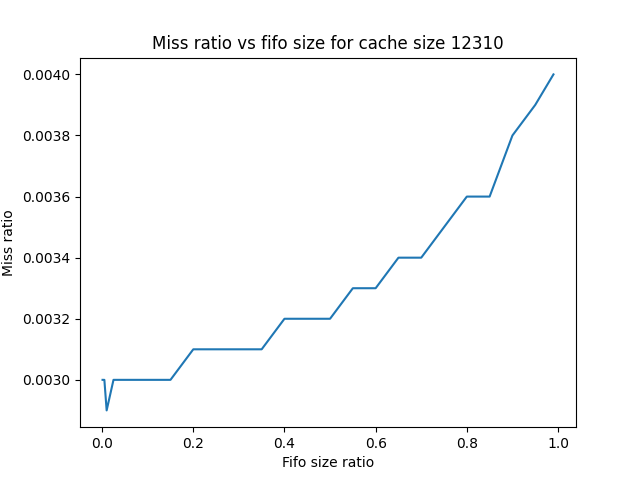 Miss ratio vs fifo size for cache size 12310
0.0040
0.0038
0.0036
0.0034
0.0032
0.0030
Miss ratio
0.0 0.2 0.4 0.6 0.8 1.0
Fifo size ratio